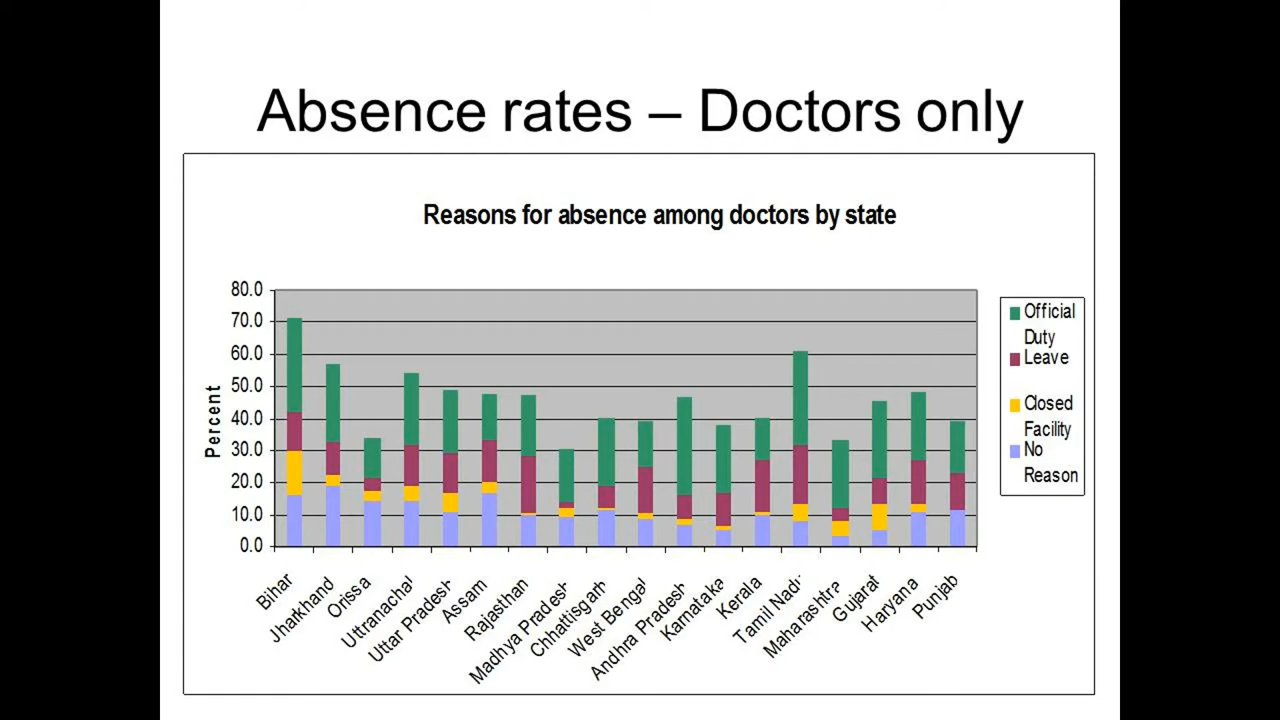 Absence rates – Doctors only
Reasons for absence among doctors by state
80.0
70.0
60.0
50.0
40.0
30.0
20.0
10.0
0.0
Percent
Bihar
Jharkhand
Orissa
Uttranachal
Uttar Pradesh
Assam
Rajasthan
Madhya Pradesh
Chhattisgarh
West Bengal
Andhra Pradesh
Karnataka
Kerala
Tamil Nadu
Maharashtra
Gujarat
Haryana
Punjab
Official
Duty
Leave
Closed
Facility
No
Reason